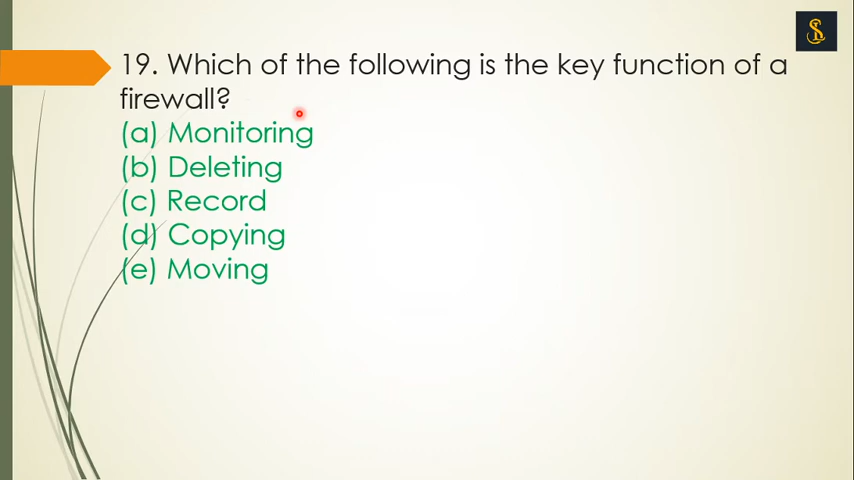 19. Which of the following is the key function of a
firewall?
(a) Monitoring
(b) Deleting
(c) Record
(d) Copying
(e) Moving